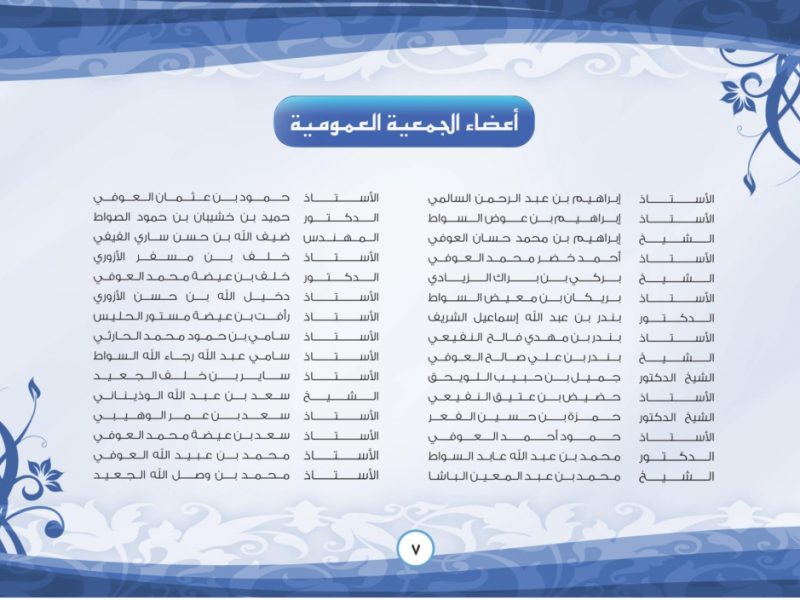 أعضاء الجمعية العمومية
الأستاذ إبراهيم بن عبد الرحمن السالمي
الأستاذ إبراهيم بن عوض السواط
الشيخ إبراهيم بن محمد حسان العوفي
الأستاذ أحمد خضر محمد العوفي
الشيخ بركي بن براك الزيادي
الأستاذ بريكان بن معيض السواط
الدكتور بندر بن عبد الله إسماعيل الشريف
الأستاذ بندر بن مهدي فالح النفيعي
الشيخ بندر بن علي صالح العوفي
الشيخ الدكتور جميل بن حبيب اللويحق
الأستاذ حضيض بن عتيق النفيعي
الشيخ الدكتور حمزة بن حسين الفعر
الأستاذ حمود أحمد العوفي
الدكتور محمد بن عبد الله عابد السواط
الشيخ محمد بن عبد المعين الباشا
الأستاذ حمود بن عثمان العوفي
الدكتور حميد بن خشيبان بن حمود الصواط
المهندس ضيف الله بن حسن ساري الفيفي
الأستاذ خلف بن مسفر الأزوري
الدكتور خلف بن عيضة محمد العوفي
الأستاذ دخيل الله بن حسن الأزوري
الأستاذ رأفت بن عيضة مستور الحليس
الأستاذ سامي بن حمود محمد الحارثي
الأستاذ سامي عبد الله رجاء الله السواط
الأستاذ ساير بن خلف الجعيد
الشيخ سعد بن عبد الله الوذيناني
الأستاذ سعد بن عمر الوهيبي
الأستاذ سعد بن عيضة محمد العوفي
الأستاذ محمد بن عبيد الله العوفي
الأستاذ محمد بن وصل الله الجعيد
٧